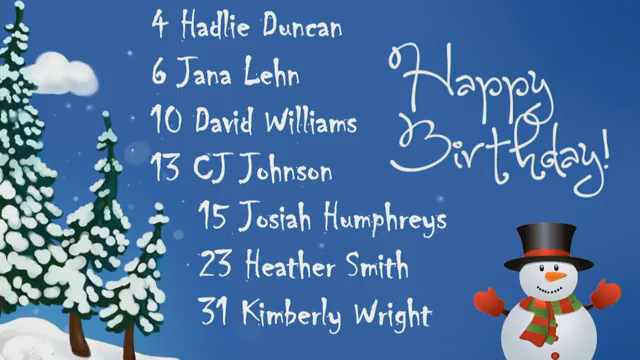 4 Hadlie Duncan
6 Jana Lehn
10 David Williams
13 CJ Johnson
15 Josiah Humphreys
23 Heather Smith
31 Kimberly Wright
Happy
Birthday!